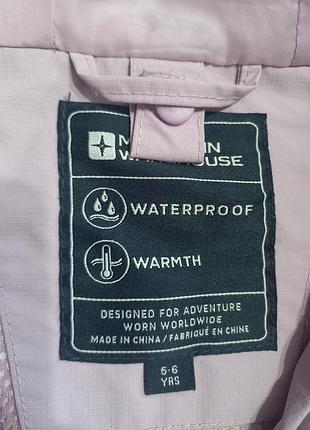 WATERPROOF
WARMTH
DESIGNED FOR ADVENTURE
WORN WORLDWIDE
MADE IN CHINA / FABRIQUÉ EN CHINE
5-6
YRS